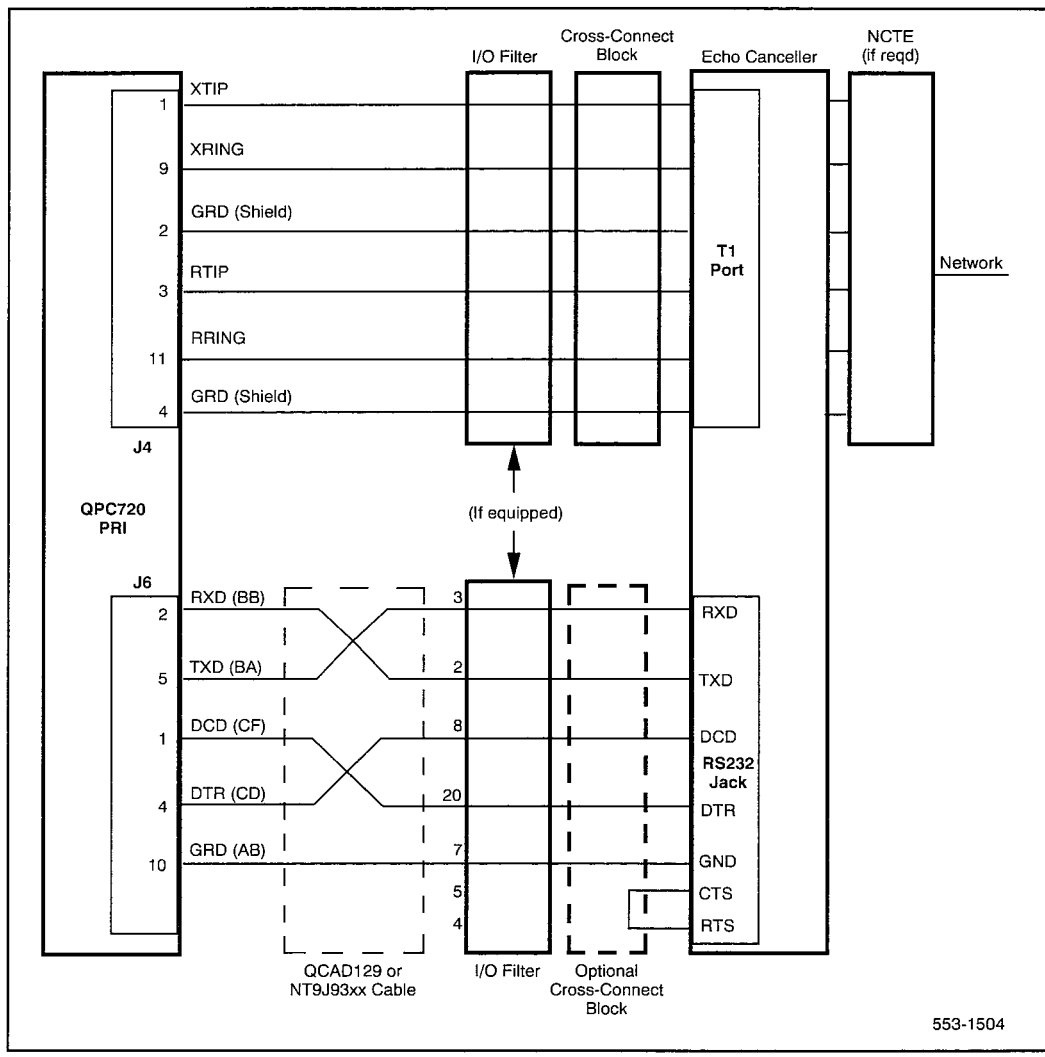 I/O Filter
Cross-Connect
Block
Echo Canceller
NCTE
(if reqd)
1
XTIP
9
XRING
2
GRD (Shield)
3
RTIP
11
RRING
4
GRD (Shield)
J4
T1
Port
Network
QPC720
PRI
(If equipped)
J6
2
RXD (BB)
3
RXD
5
TXD (BA)
2
TXD
1
DCD (CF)
8
DCD
RS232
Jack
4
DTR (CD)
20
DTR
10
GRD (AB)
7
GND
5
CTS
4
RTS
QCAD129 or
NT9J93xx Cable
I/O Filter
Optional
Cross-Connect
Block
553-1504